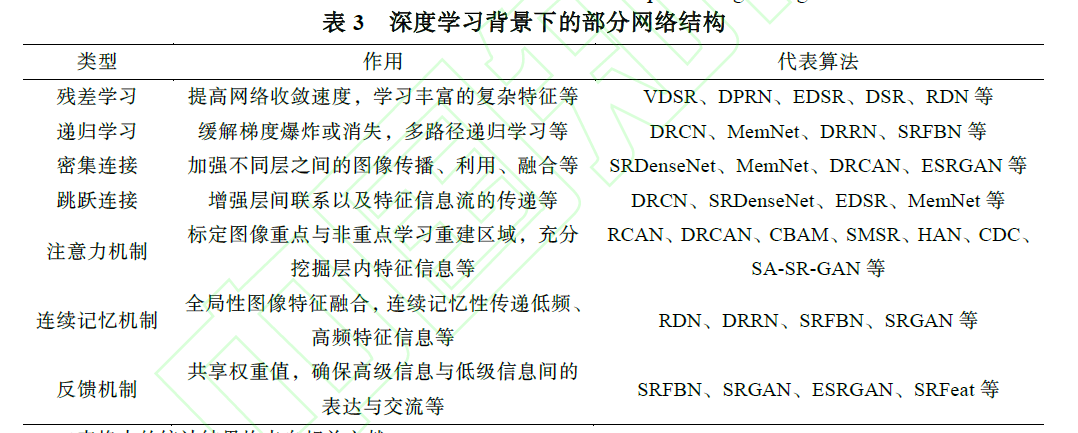 表 3 深度学习背景下的部分网络结构
类型 作用 代表算法
残差学习 提高网络收敛速度，学习丰富的复杂特征等 VDSR、DPRN、EDSR、DSR、RDN 等
递归学习 缓解梯度爆炸或消失，多路径递归学习等 DRCN、MemNet、DRRN、SRFBN 等
密集连接 加强不同层之间的图像传播、利用、融合等 SRDenseNet、MemNet、DRCAN、ESRGAN 等
跳跃连接 增强层间联系以及特征信息流的传递等 DRCN、SRDenseNet、EDSR、MemNet 等
注意力机制 标定图像重点与非重点学习重建区域，充分 RCAN、DRCAN、CBAM、SMSR、HAN、CDC、
挖掘层内特征信息等 SA-SR-GAN 等
连续记忆机制 全局性图像特征融合，连续记忆性传递低频、
高频特征信息等 RDN、DRRN、SRFBN、SRGAN 等
反馈机制 共享权重值，确保高级信息与低级信息间的
表达与交流等 SRFBN、SRGAN、ESRGAN、SRFeat 等